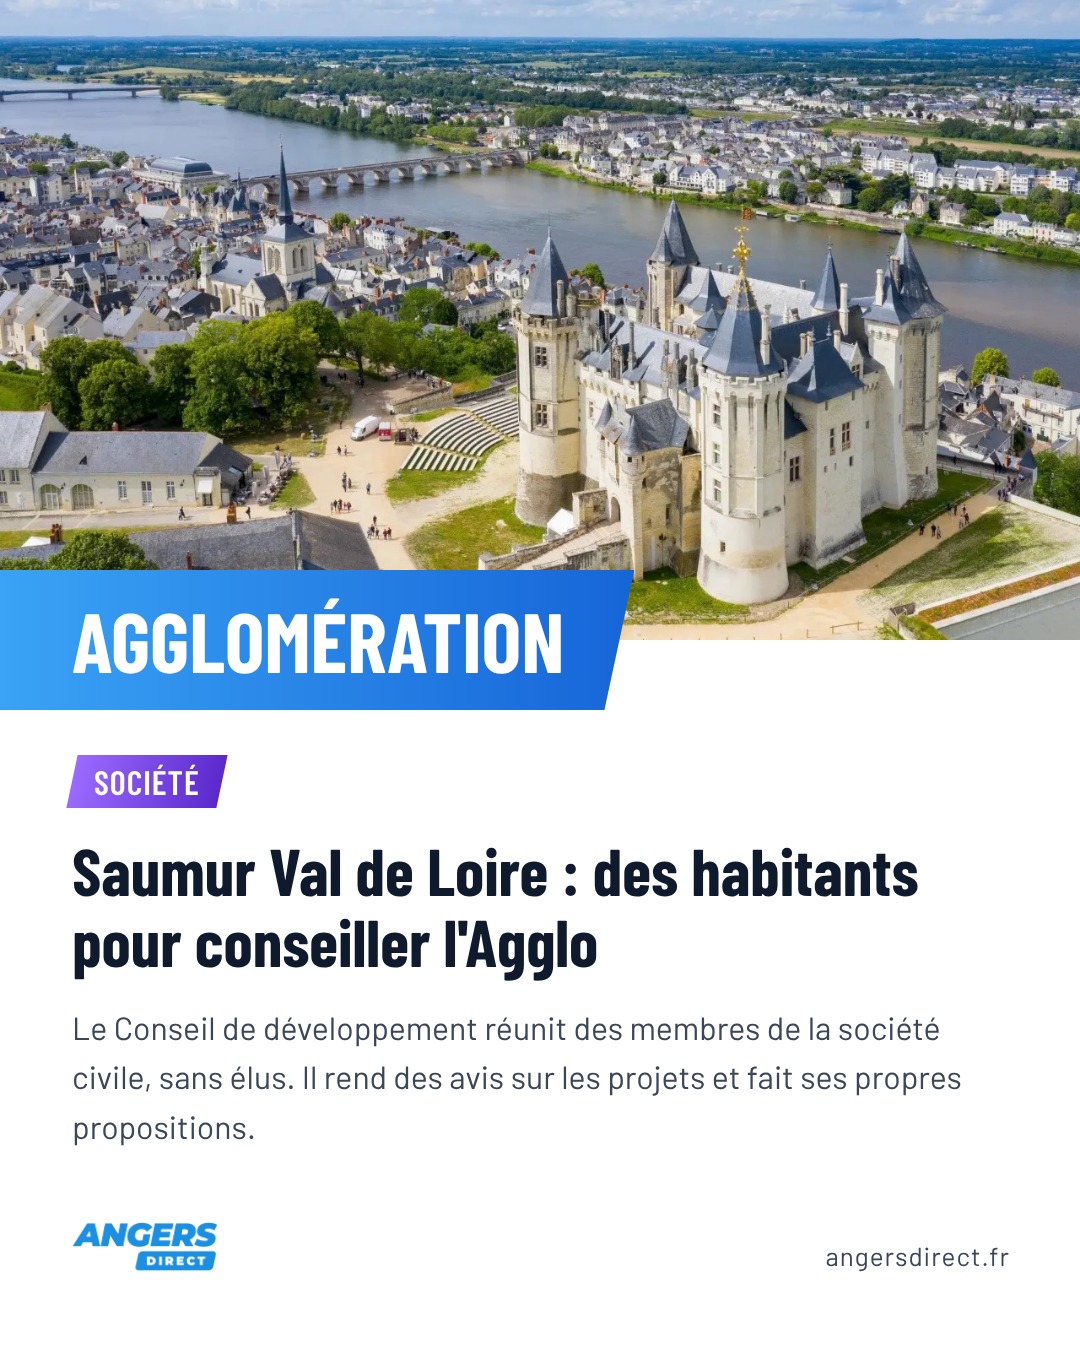 AGGLOMÉRATION
SOCIÉTÉ
Saumur Val de Loire : des habitants
pour conseiller l'Agglo
Le Conseil de développement réunit des membres de la société
civile, sans élus. Il rend des avis sur les projets et fait ses propres
propositions.
ANGERS
DIRECT
angersdirect.fr